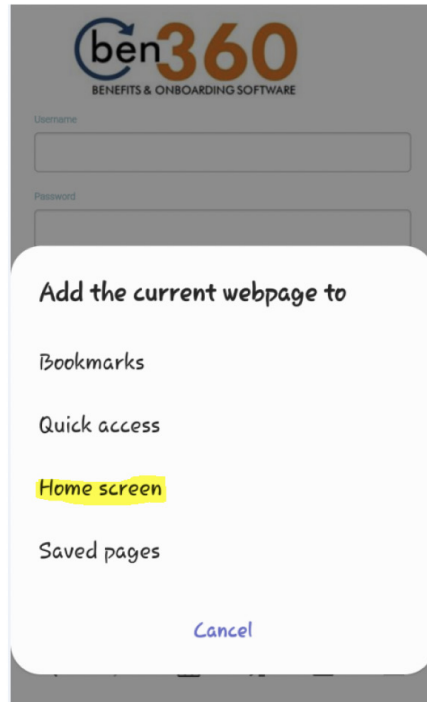 ben360
BENEFITS & ONBOARDING SOFTWARE
Username
Password
Add the current webpage to
Bookmarks
Quick access
Home screen
Saved pages
Cancel